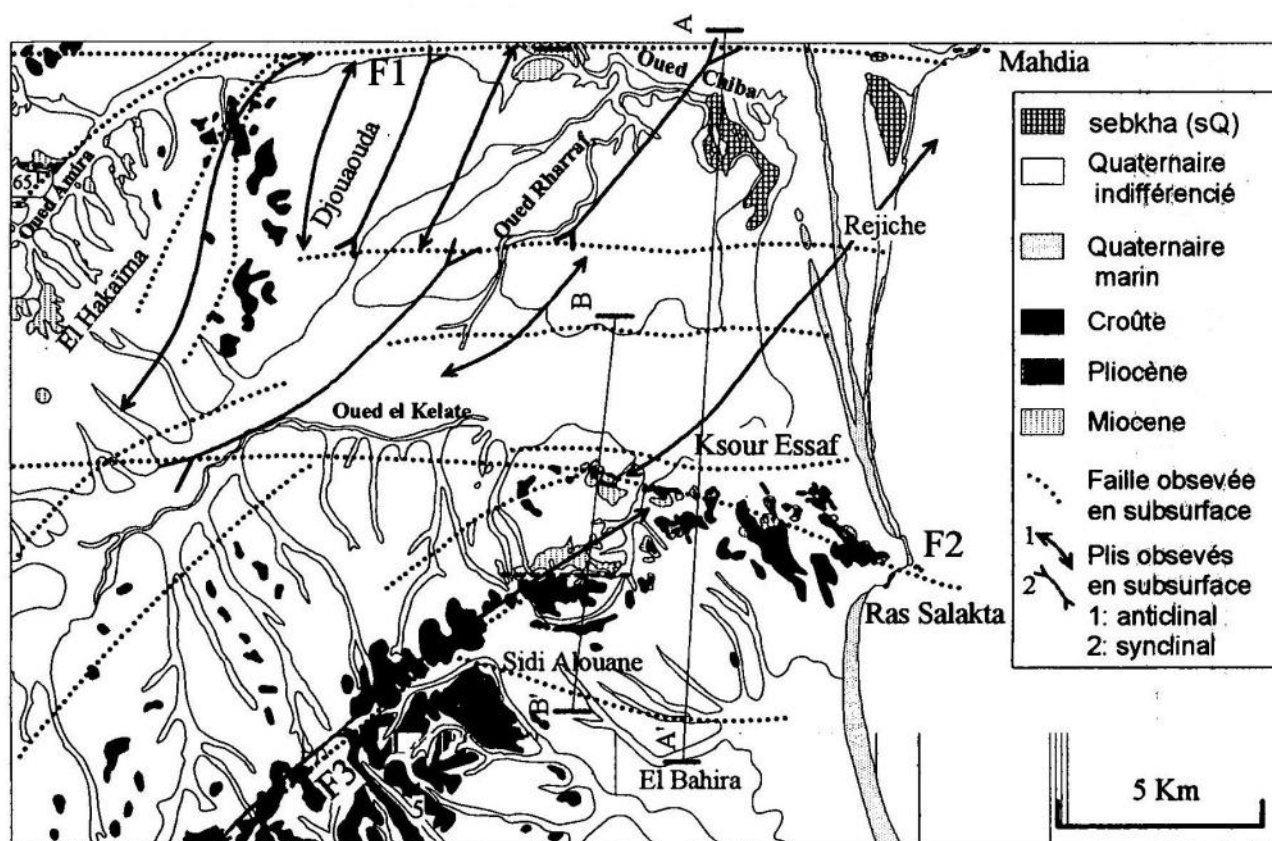 A
Mahdia
F1
Oued Chiba
Djouaouda
Oued Rharraf
65
Oued Amira
El Hakaïma
Rejiche
B
Oued el Kelate
Ksour Essaf
F2
Ras Salakta
Sidi Alouane
B'
A'
El Bahira
F3
5
sebkha (sQ)
Quaternaire
indifférencié
Quaternaire
marin
Croûte
Pliocène
Miocene
Faille obsevée
en subsurface
1
Plis obsevés
2
en subsurface
1: anticlinal
2: synclinal
5 Km